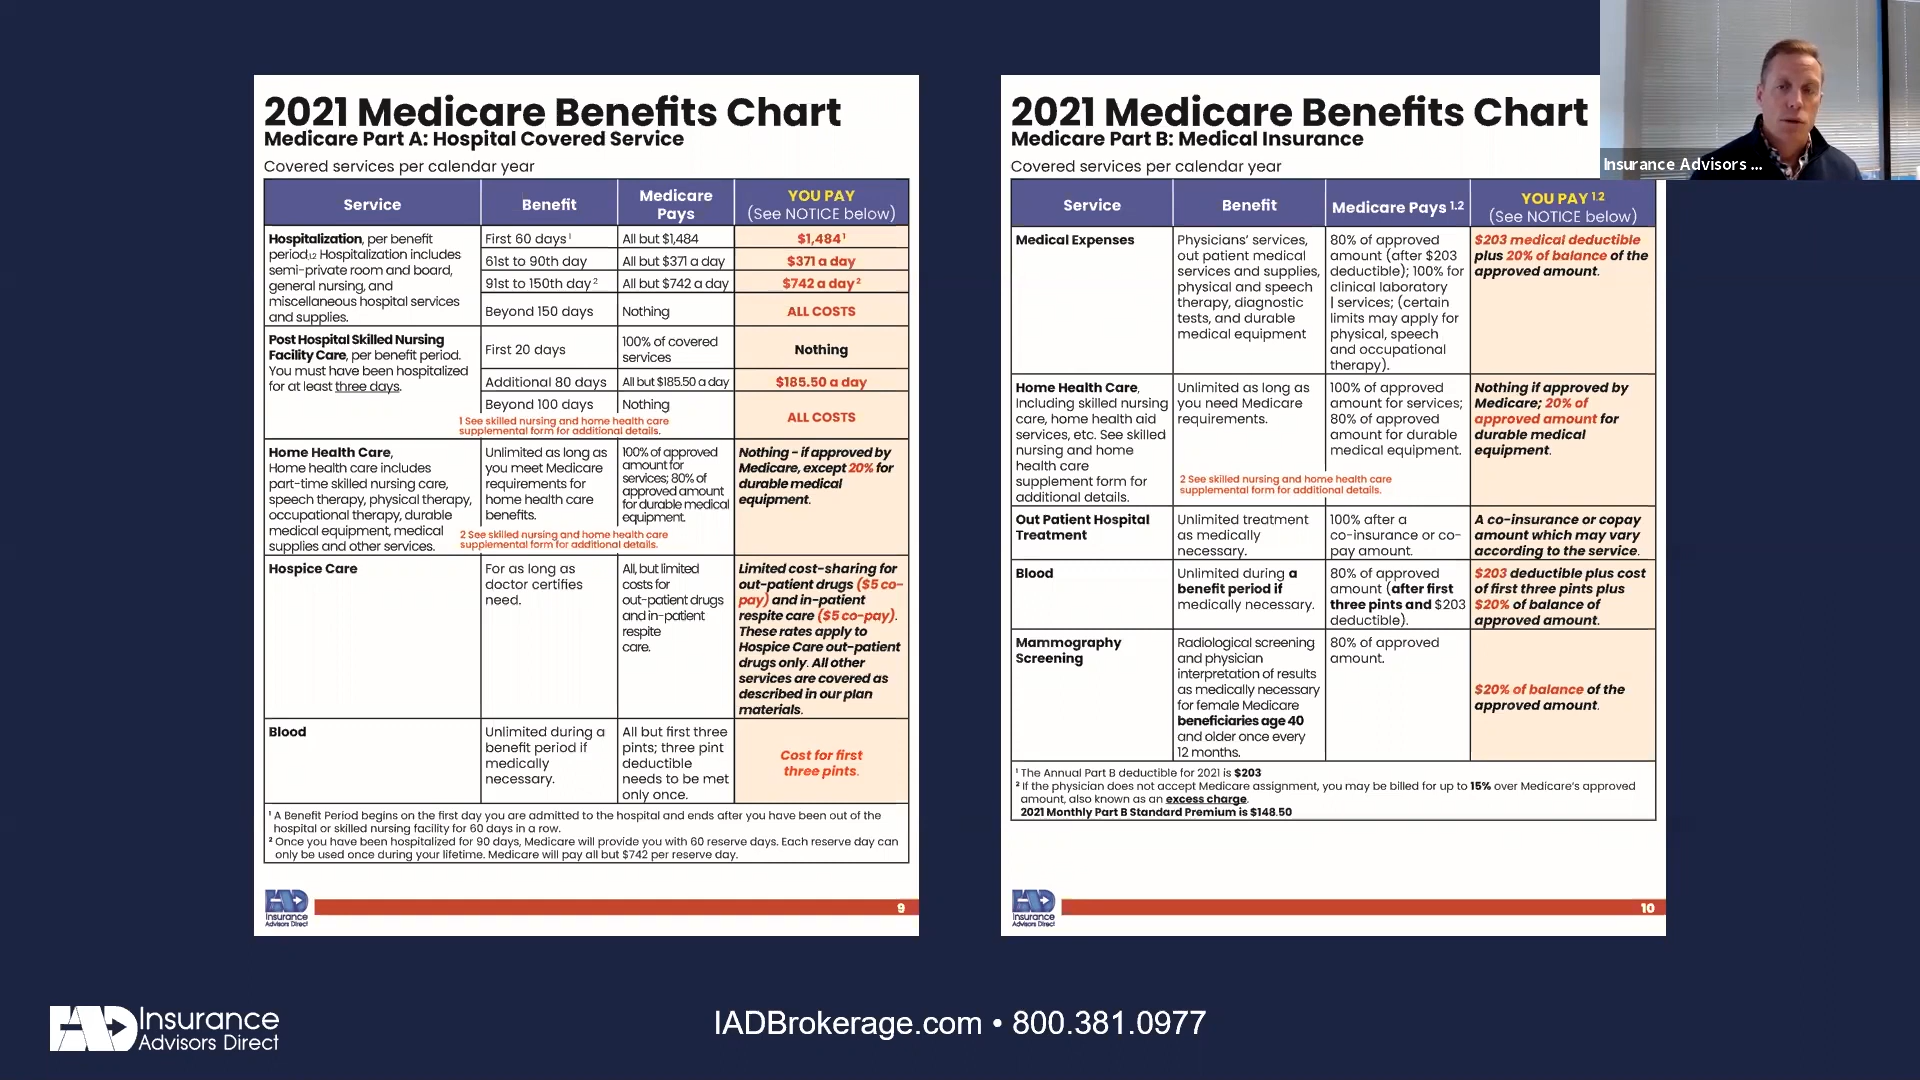 2021 Medicare Benefits Chart
Medicare Part A: Hospital Covered Service
Covered services per calendar year
Service
Benefit
Medicare
Pays
YOU PAY
(See NOTICE below)
Hospitalization, per benefit
period,1,2 Hospitalization includes
semi-private room and board,
general nursing, and
miscellaneous hospital services
and supplies.
First 60 days 1
All but $1,484
$1,484 1
61st to 90th day
All but $371 a day
$371 a day
91st to 150th day 2
All but $742 a day
$742 a day 2
Beyond 150 days
Nothing
ALL COSTS
Post Hospital Skilled Nursing
Facility Care, per benefit period.
You must have been hospitalized
for at least three days.
First 20 days
100% of covered
services
Nothing
Additional 80 days
All but $185.50 a day
$185.50 a day
Beyond 100 days
Nothing
ALL COSTS
1 See skilled nursing and home health care
supplemental form for additional details.
Home Health Care,
Home health care includes
part-time skilled nursing care,
speech therapy, physical therapy,
occupational therapy, durable
medical equipment, medical
supplies and other services.
Unlimited as long as
you meet Medicare
requirements for
home health care
benefits.
100% of approved
amount for
services; 80% of
approved amount
for durable medical
equipment.
Nothing - if approved by
Medicare, except 20% for
durable medical
equipment.
2 See skilled nursing and home health care
supplemental form for additional details.
Hospice Care
For as long as
doctor certifies
need.
All, but limited
costs for
out-patient drugs
and in-patient
respite
care.
Limited cost-sharing for
out-patient drugs ($5 co-
pay) and in-patient
respite care ($5 co-pay).
These rates apply to
Hospice Care out-patient
drugs only. All other
services are covered as
described in our plan
materials.
Blood
Unlimited during a
benefit period if
medically
necessary.
All but first three
pints; three pint
deductible
needs to be met
only once.
Cost for first
three pints.
1 A Benefit Period begins on the first day you are admitted to the hospital and ends after you have been out of the
hospital or skilled nursing facility for 60 days in a row.
2 Once you have been hospitalized for 90 days, Medicare will provide you with 60 reserve days. Each reserve day can
only be used once during your lifetime. Medicare will pay all but $742 per reserve day.
IAD
Insurance
Advisors Direct
9
2021 Medicare Benefits Chart
Medicare Part B: Medical Insurance
Covered services per calendar year
Service
Benefit
Medicare Pays 1.2
YOU PAY 1.2
(See NOTICE below)
Medical Expenses
Physicians' services,
out patient medical
services and supplies,
physical and speech
therapy, diagnostic
tests, and durable
medical equipment
80% of approved
amount (after $203
deductible); 100% for
clinical laboratory
l services; (certain
limits may apply for
physical, speech
and occupational
therapy).
$203 medical deductible
plus 20% of balance of the
approved amount.
Home Health Care,
Including skilled nursing
care, home health aid
services, etc. See skilled
nursing and home
health care
supplement form for
additional details.
Unlimited as long as
you need Medicare
requirements.
100% of approved
amount for services;
80% of approved
amount for durable
medical equipment.
Nothing if approved by
Medicare; 20% of
approved amount for
durable medical
equipment.
2 See skilled nursing and home health care
supplemental form for additional details.
Out Patient Hospital
Treatment
Unlimited treatment
as medically
necessary.
100% after a
co-insurance or co-
pay amount.
A co-insurance or copay
amount which may vary
according to the service.
Blood
Unlimited during a
benefit period if
medically necessary.
80% of approved
amount (after first
three pints and $203
deductible).
$203 deductible plus cost
of first three pints plus
$20% of balance of
approved amount.
Mammography
Screening
Radiological screening
and physician
interpretation of results
as medically necessary
for female Medicare
beneficiaries age 40
and older once every
12 months.
80% of approved
amount.
$20% of balance of the
approved amount.
1 The Annual Part B deductible for 2021 is $203
2 If the physician does not accept Medicare assignment, you may be billed for up to 15% over Medicare's approved
amount, also known as an excess charge.
2021 Monthly Part B Standard Premium is $148.50
IAD
Insurance
Advisors Direct
10
Insurance Advisors ...
IAD Insurance
Advisors Direct
IADBrokerage.com • 800.381.0977